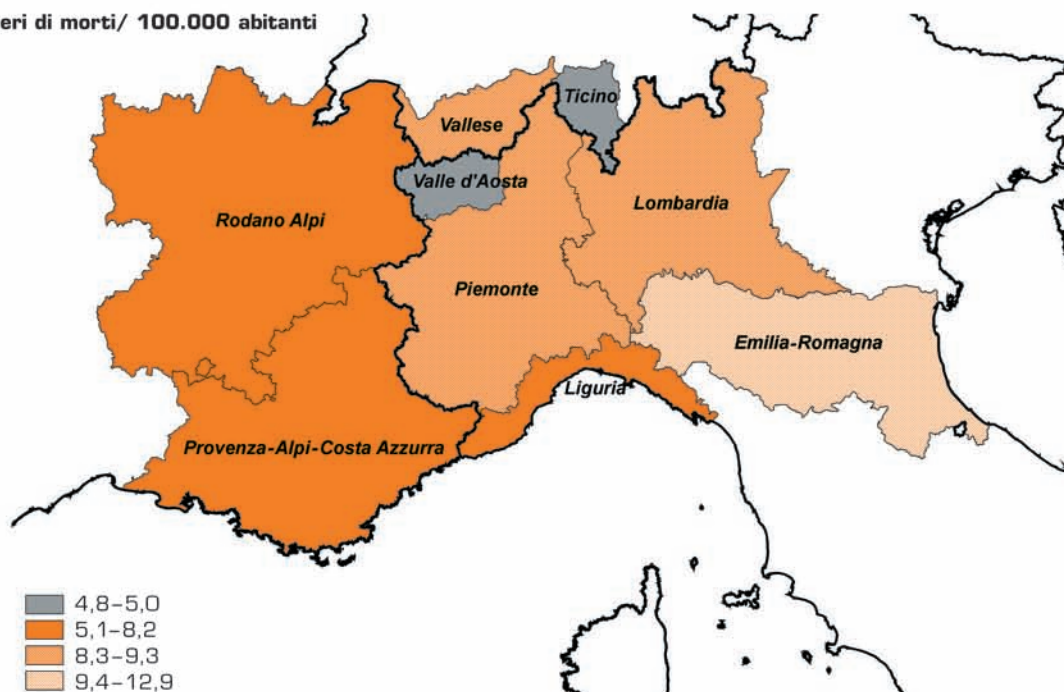 eri di morti/ 100.000 abitanti
Ticino
Vallese
Valle d'Aosta
Lombardia
Rodano Alpi
Piemonte
Emilia-Romagna
Liguria
Provenza-Alpi-Costa Azzurra
4,8-5,0
5,1-8,2
8,3-9,3
9,4-12,9